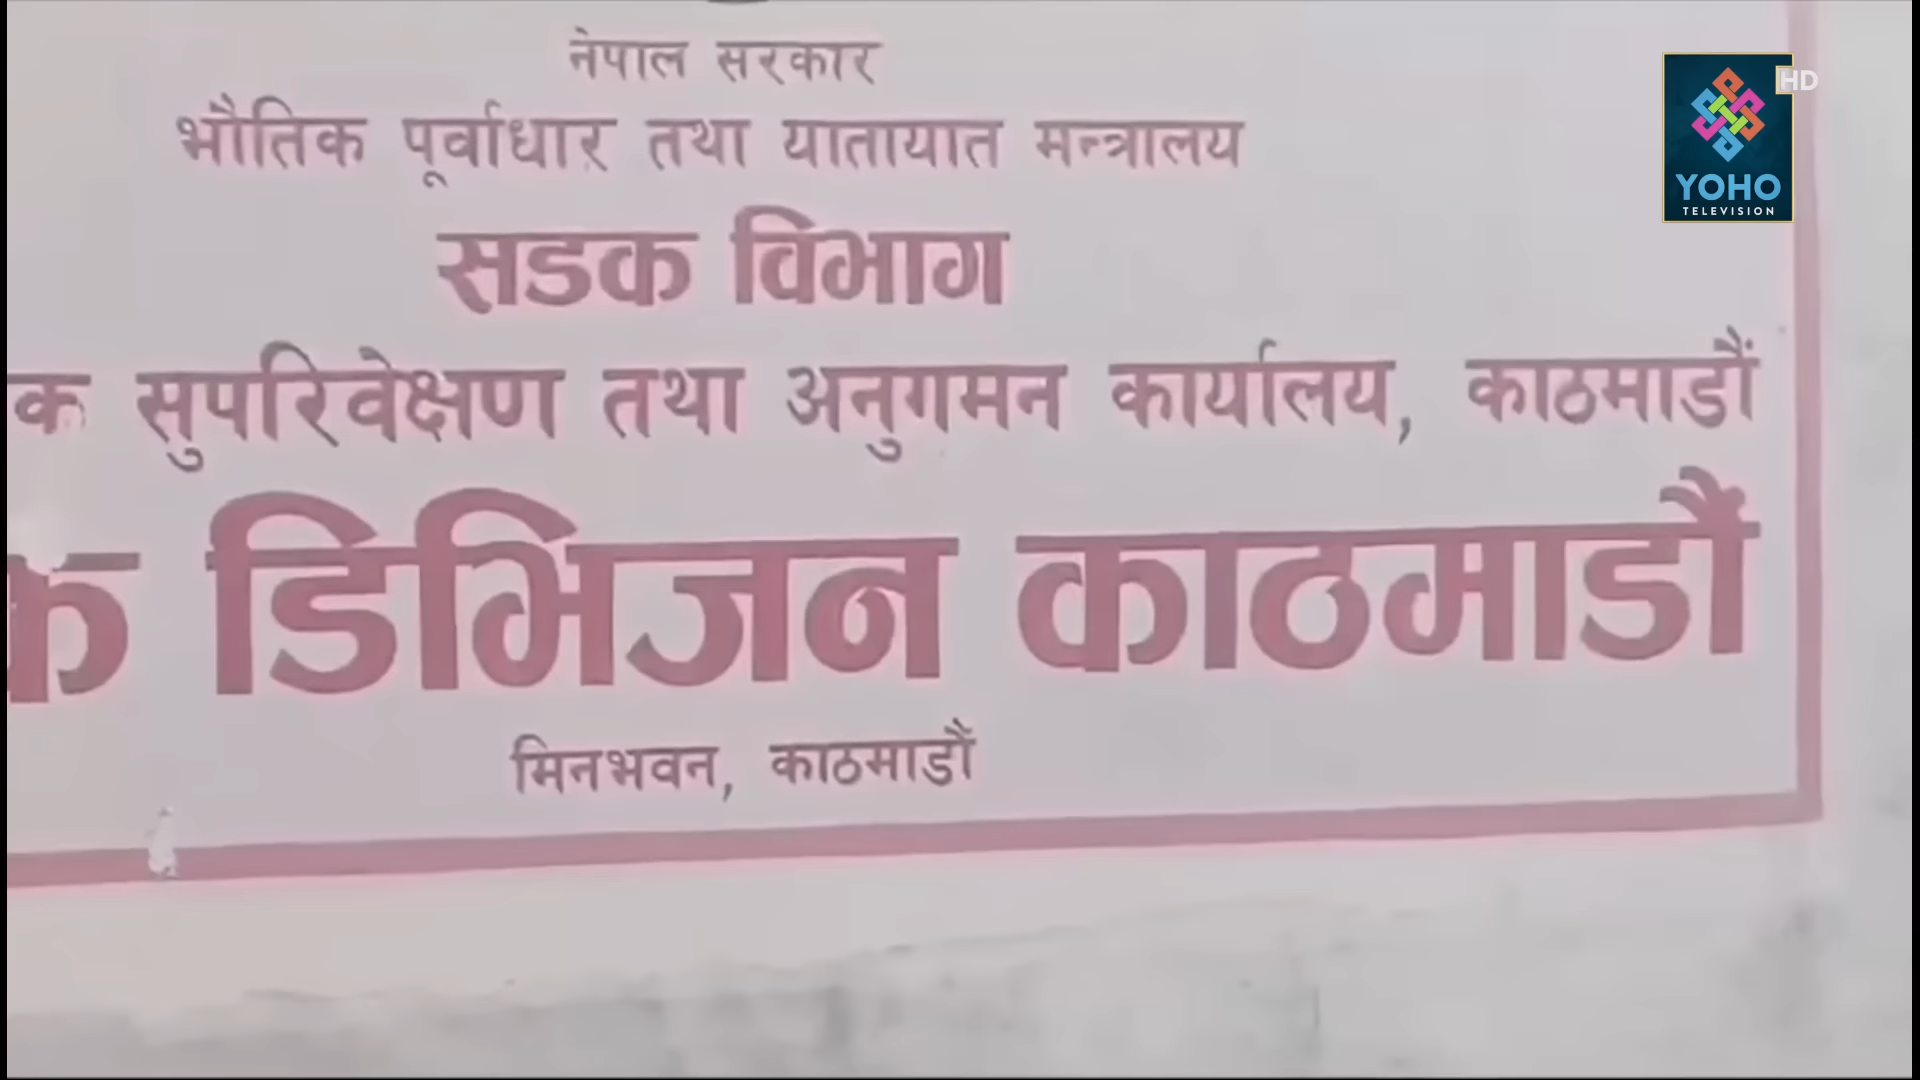 नेपाल सरकार
भौतिक पूर्वाधार तथा यातायात मन्त्रालय
सडक विभाग
क सुपरिवेक्षण तथा अनुगमन कार्यालय, काठमाडौं
क डिभिजन काठमाडौं
मिनभवन, काठमाडौं
HD
YOHO
TELEVISION